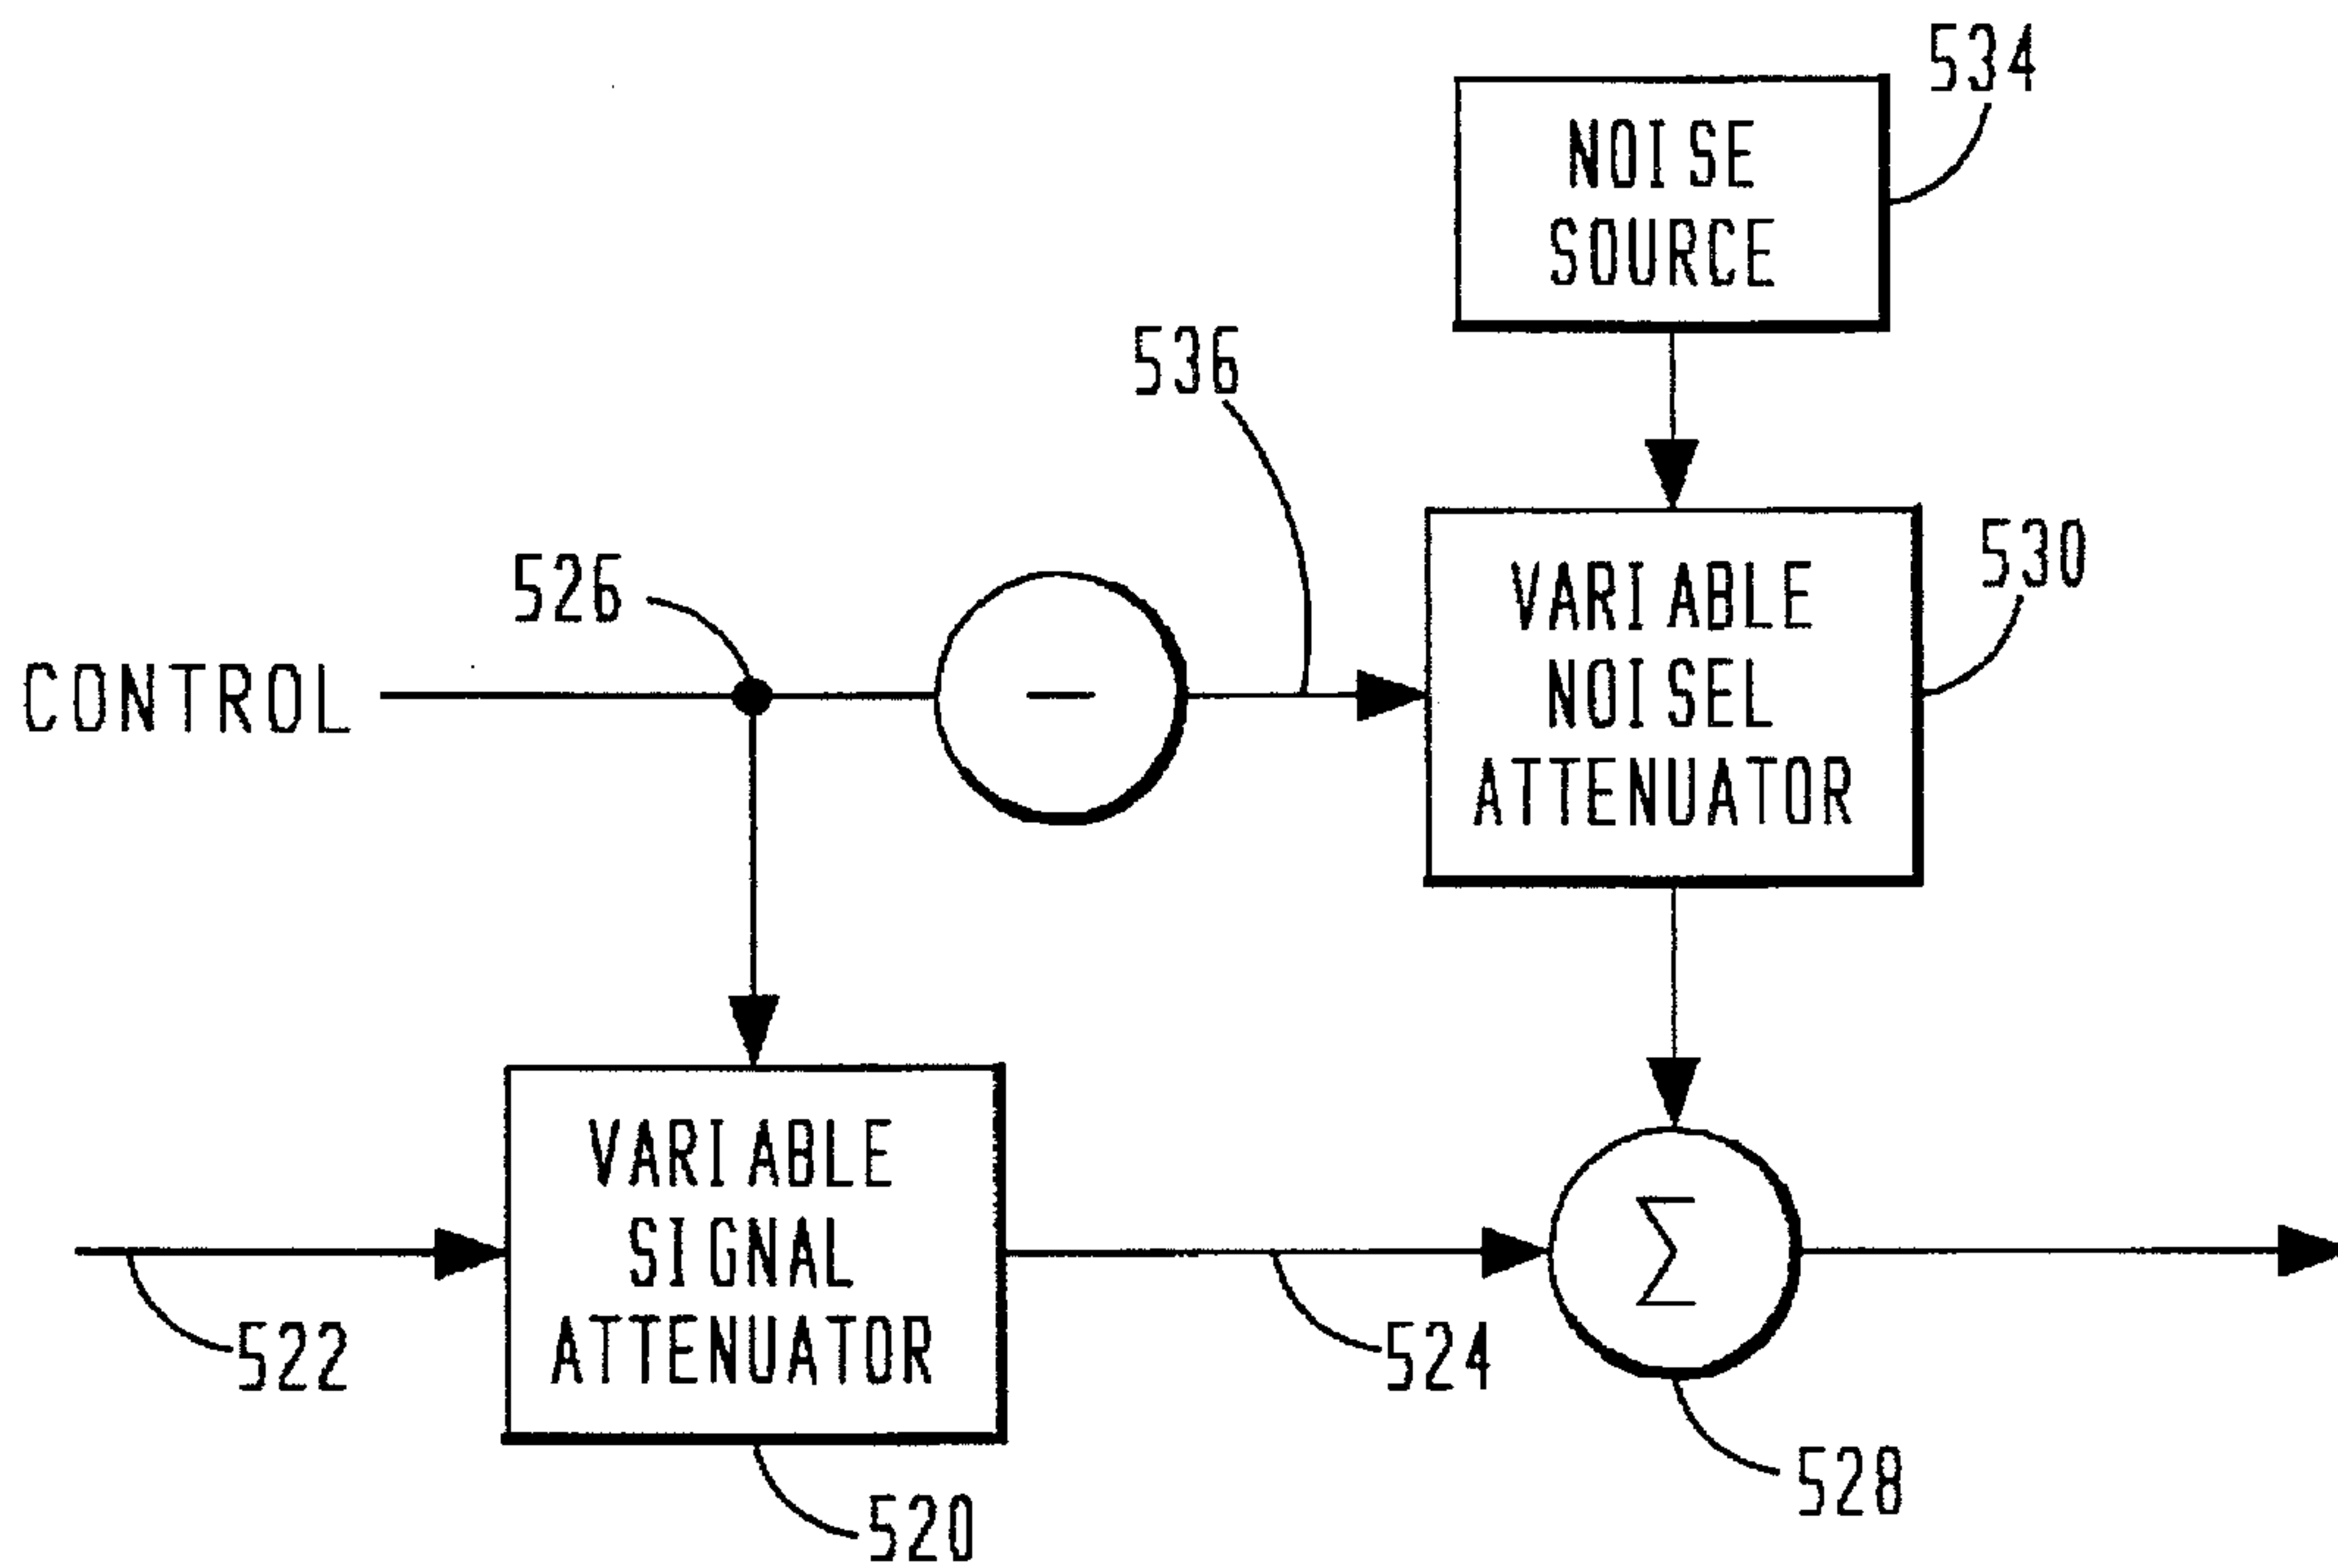 534
NOISE
SOURCE
536
526
530
VARIABLE
NOISEL
ATTENUATOR
CONTROL
−
VARIABLE
SIGNAL
ATTENUATOR
Σ
522
524
528
520